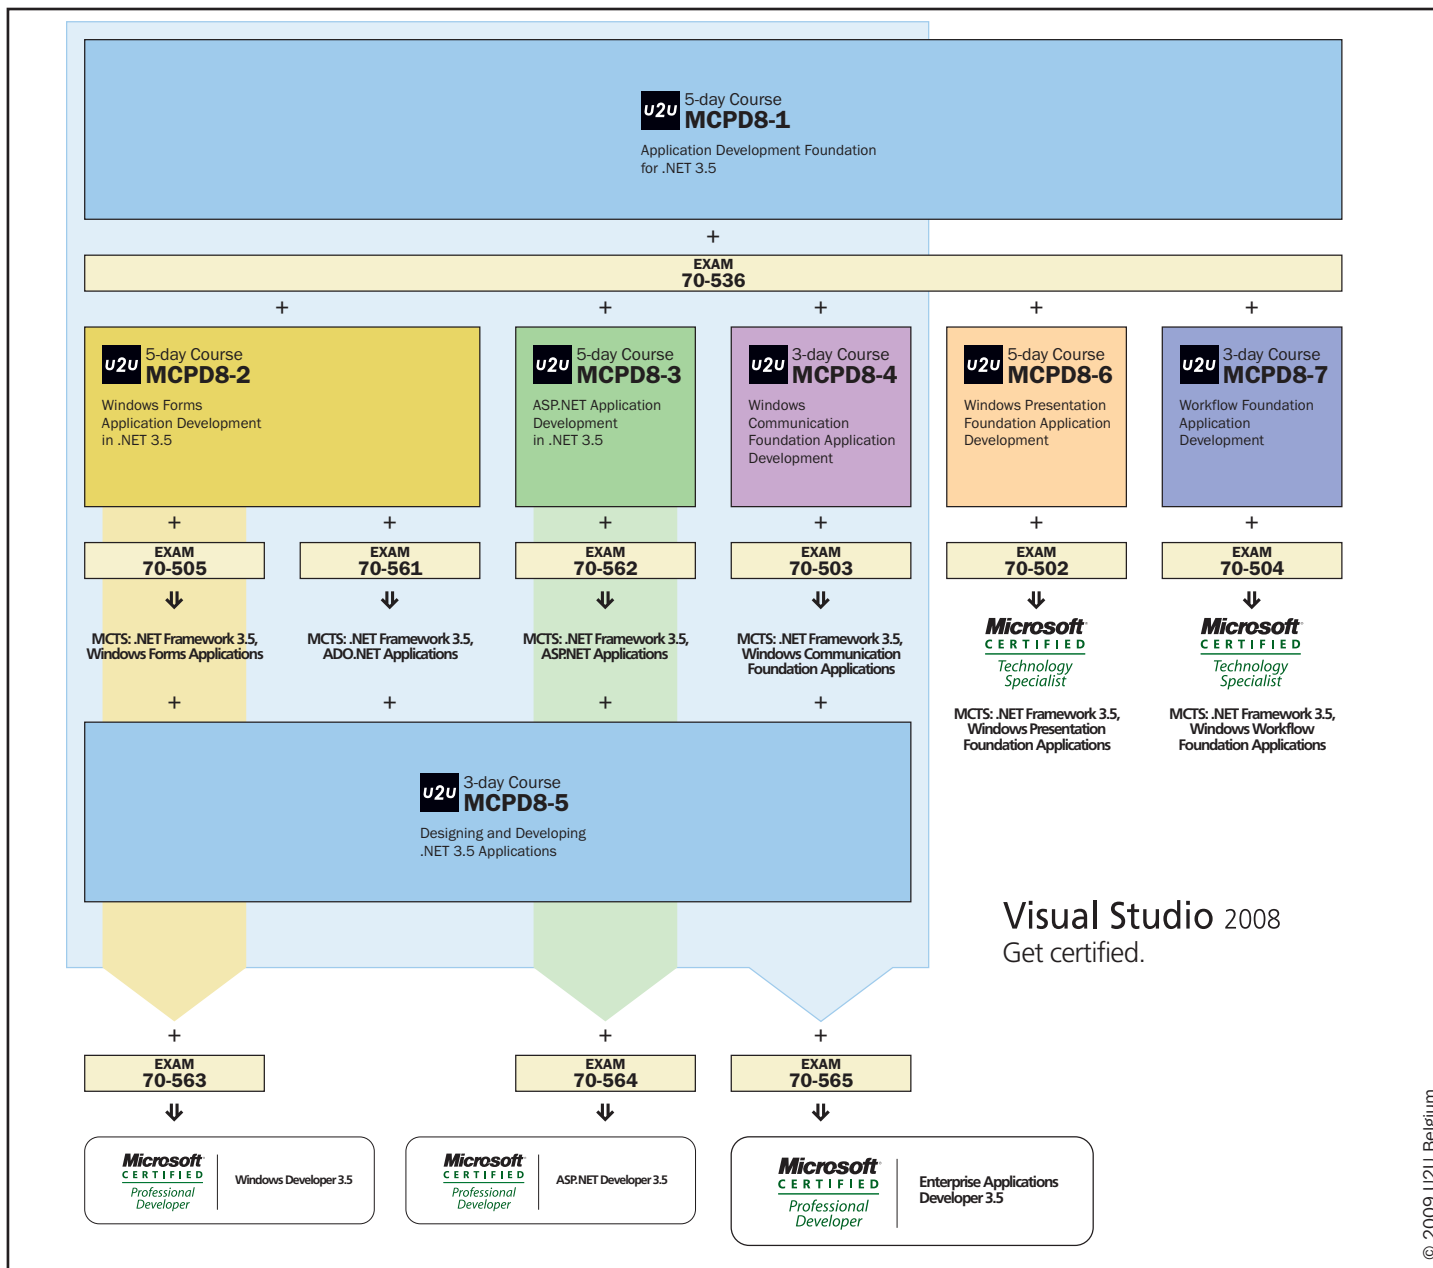 u2u 5-day Course
MCPD8-1
Application Development Foundation
for .NET 3.5
+
EXAM
70-536
+ + + + +
u2u 5-day Course
MCPD8-2
Windows Forms
Application Development
in .NET 3.5
u2u 5-day Course
MCPD8-3
ASP.NET Application
Development
in .NET 3.5
u2u 3-day Course
MCPD8-4
Windows
Communication
Foundation Application
Development
u2u 5-day Course
MCPD8-6
Windows Presentation
Foundation Application
Development
u2u 3-day Course
MCPD8-7
Workflow Foundation
Application
Development
+ + + + + +
EXAM
70-505
EXAM
70-561
EXAM
70-562
EXAM
70-503
EXAM
70-502
EXAM
70-504
MCTS: .NET Framework 3.5,
Windows Forms Applications
MCTS: .NET Framework 3.5,
ADO.NET Applications
MCTS: .NET Framework 3.5,
ASP.NET Applications
MCTS: .NET Framework 3.5,
Windows Communication
Foundation Applications
Microsoft
CERTIFIED
Technology
Specialist
MCTS: .NET Framework 3.5,
Windows Presentation
Foundation Applications
Microsoft
CERTIFIED
Technology
Specialist
MCTS: .NET Framework 3.5,
Windows Workflow
Foundation Applications
+ + + +
u2u 3-day Course
MCPD8-5
Designing and Developing
.NET 3.5 Applications
Visual Studio 2008
Get certified.
+ + +
EXAM
70-563
EXAM
70-564
EXAM
70-565
Microsoft
CERTIFIED
Professional
Developer
Windows Developer 3.5
Microsoft
CERTIFIED
Professional
Developer
ASP.NET Developer 3.5
Microsoft
CERTIFIED
Professional
Developer
Enterprise Applications
Developer 3.5
© 2009 U2U Belgium